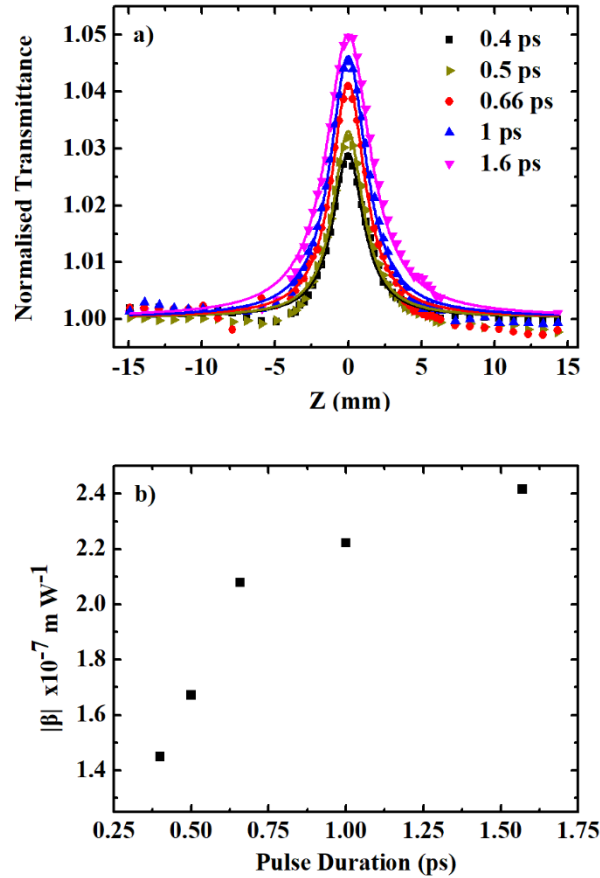 a)
0.4 ps
0.5 ps
0.66 ps
1 ps
1.6 ps
Normalised Transmittance
1.05
1.04
1.03
1.02
1.01
1.00
-15 -10 -5 0 5 10 15
Z (mm)
b)
|β| x10⁻⁷ m W⁻¹
2.4
2.2
2.0
1.8
1.6
1.4
0.25 0.50 0.75 1.00 1.25 1.50 1.75
Pulse Duration (ps)